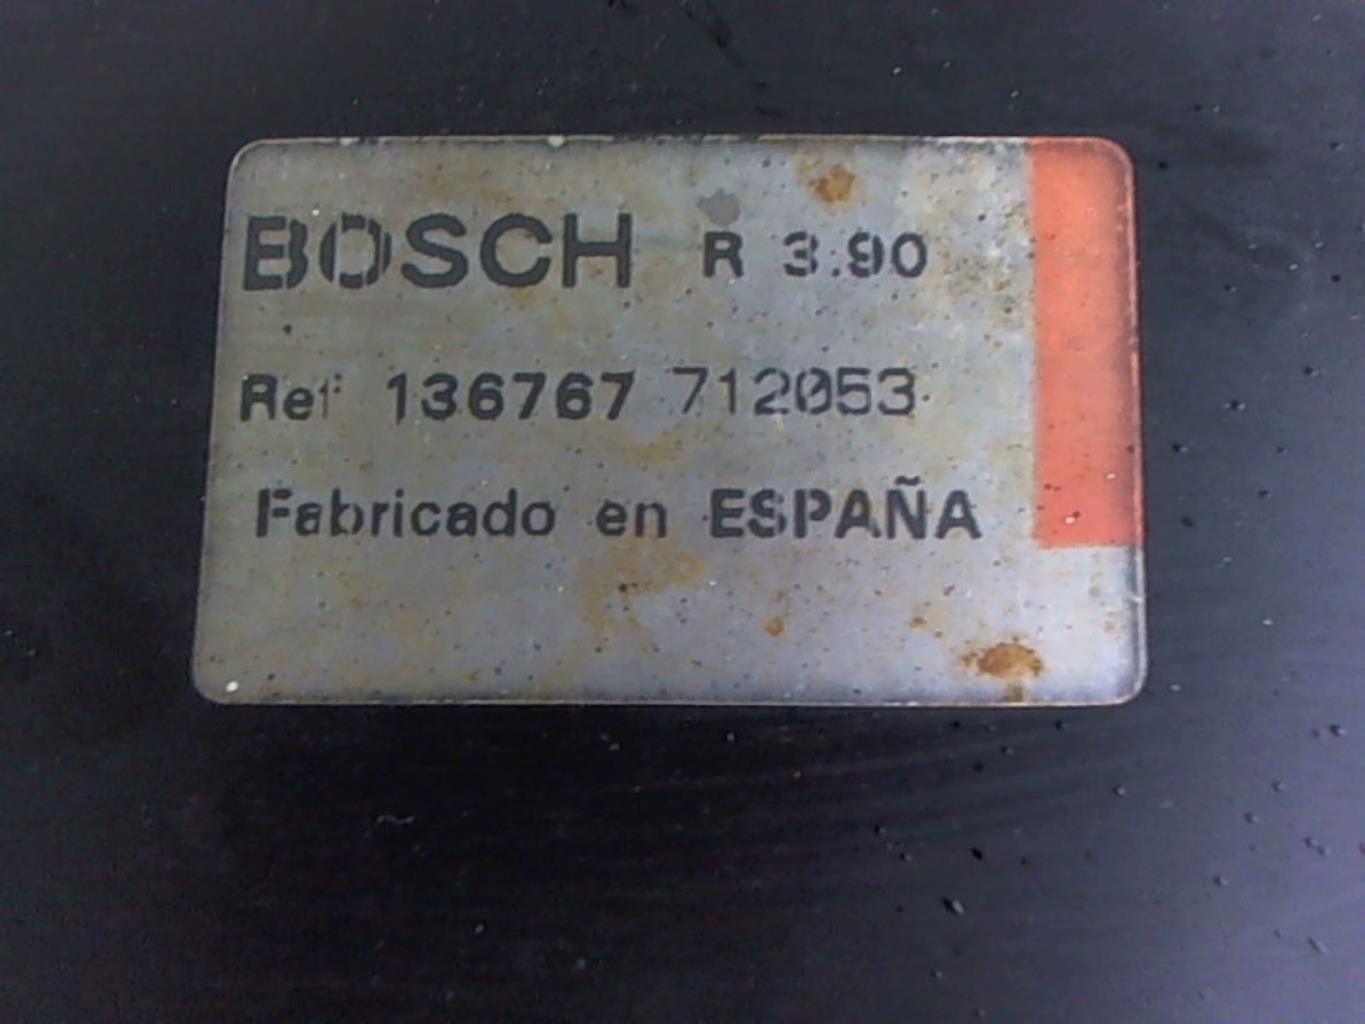 BOSCH R 3.90
Ref 136767 712053
Fabricado en ESPAÑA